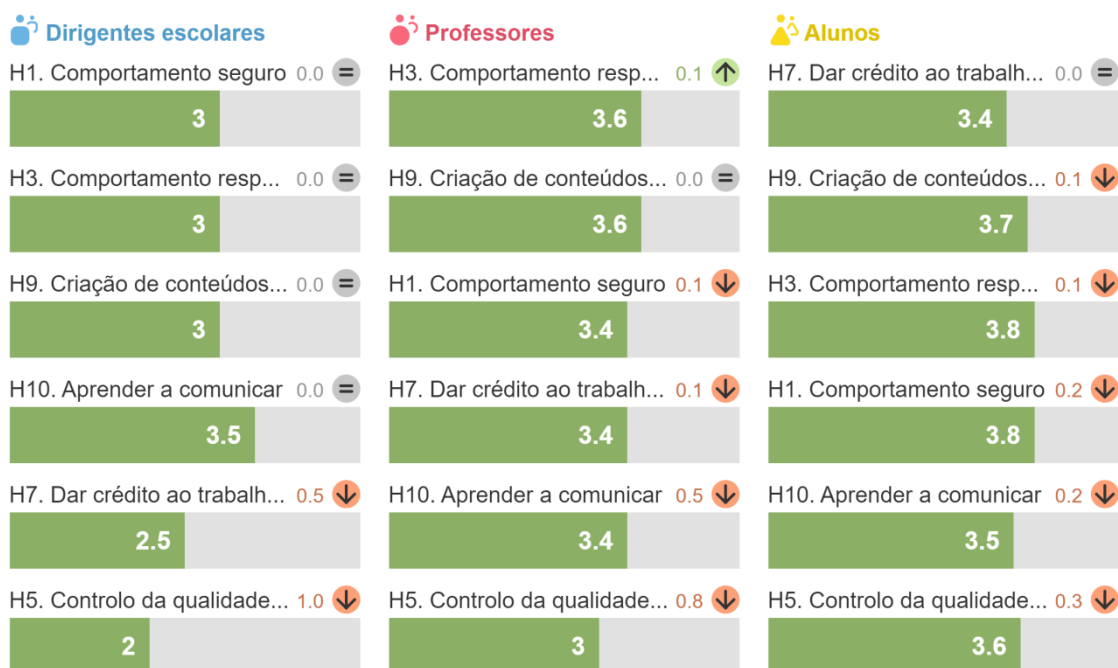 Dirigentes escolares
H1. Comportamento seguro 0.0 =
3
H3. Comportamento resp... 0.0 =
3
H9. Criação de conteúdos... 0.0 =
3
H10. Aprender a comunicar 0.0 =
3.5
H7. Dar crédito ao trabalh... 0.5 ↓
2.5
H5. Controlo da qualidade... 1.0 ↓
2
Professores
H3. Comportamento resp... 0.1 ↑
3.6
H9. Criação de conteúdos... 0.0 =
3.6
H1. Comportamento seguro 0.1 ↓
3.4
H7. Dar crédito ao trabalh... 0.1 ↓
3.4
H10. Aprender a comunicar 0.5 ↓
3.4
H5. Controlo da qualidade... 0.8 ↓
3
Alunos
H7. Dar crédito ao trabalh... 0.0 =
3.4
H9. Criação de conteúdos... 0.1 ↓
3.7
H3. Comportamento resp... 0.1 ↓
3.8
H1. Comportamento seguro 0.2 ↓
3.8
H10. Aprender a comunicar 0.2 ↓
3.5
H5. Controlo da qualidade... 0.3 ↓
3.6